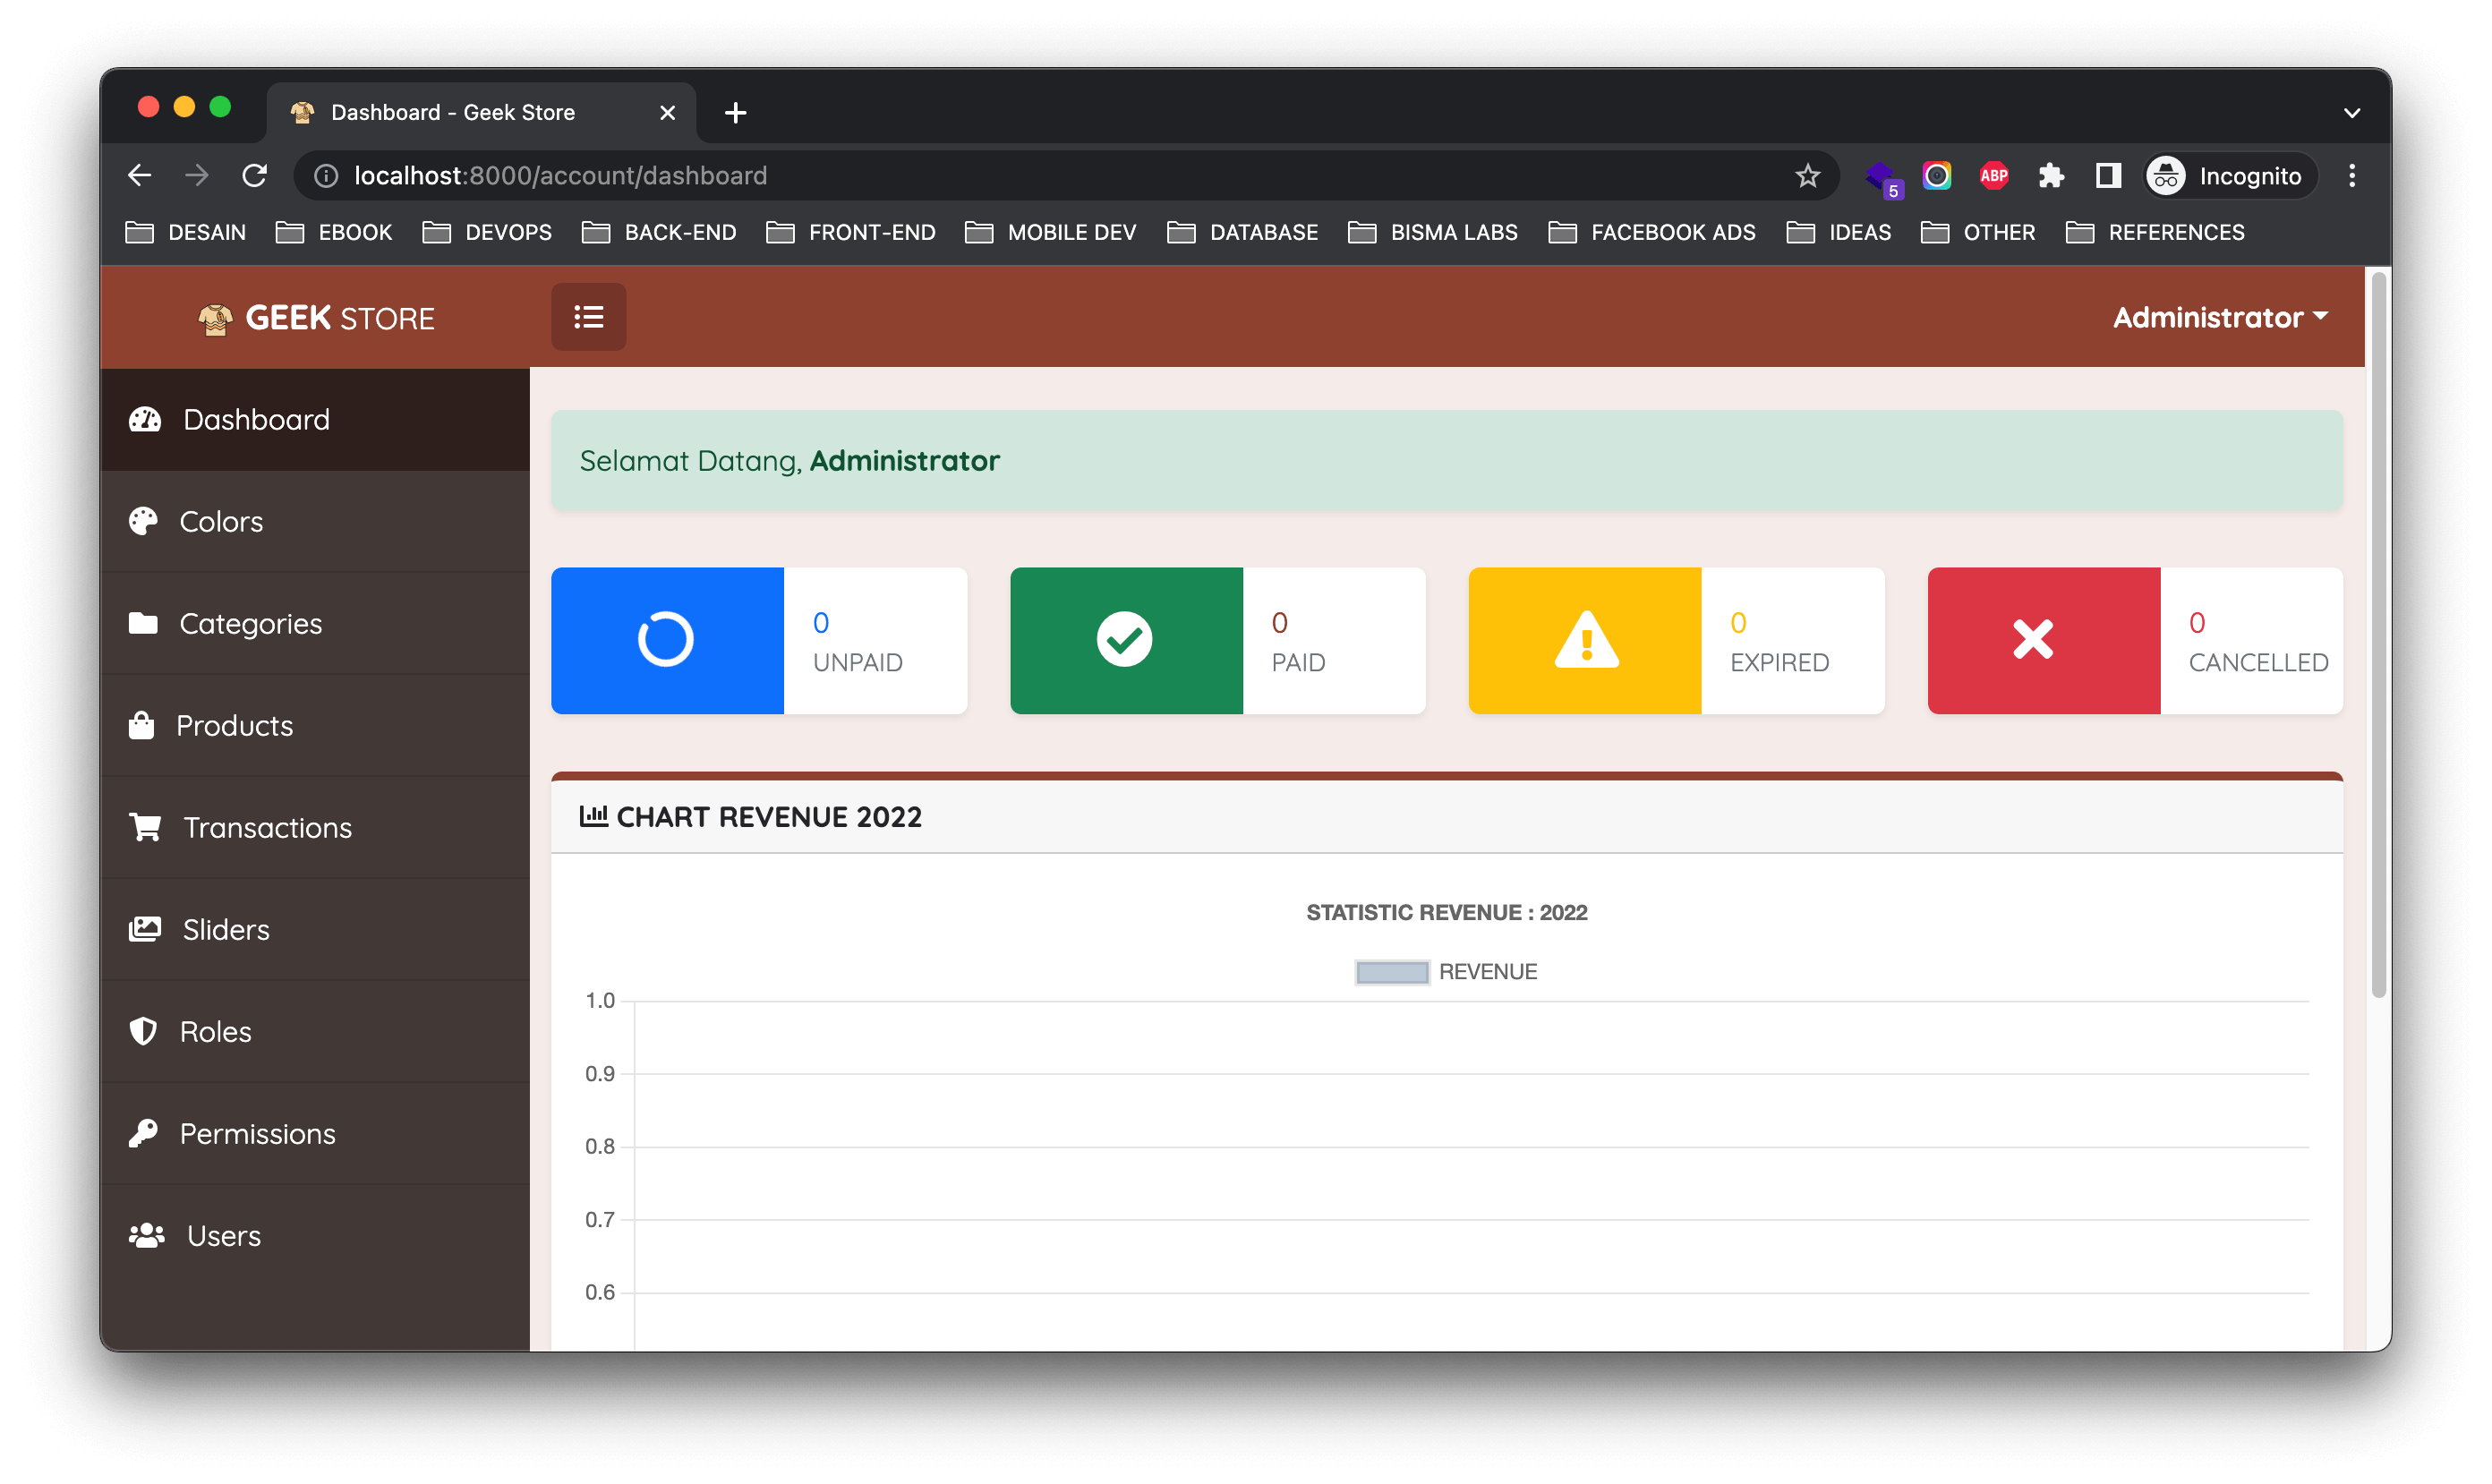 Dashboard - Geek Store
localhost:8000/account/dashboard
5
ABP
Incognito
DESAIN EBOOK DEVOPS BACK-END FRONT-END MOBILE DEV DATABASE BISMA LABS FACEBOOK ADS IDEAS OTHER REFERENCES
GEEK STORE
Administrator
Dashboard
Colors
Categories
Products
Transactions
Sliders
Roles
Permissions
Users
Selamat Datang, Administrator
0
UNPAID
0
PAID
0
EXPIRED
0
CANCELLED
CHART REVENUE 2022
STATISTIC REVENUE : 2022
REVENUE
1.0
0.9
0.8
0.7
0.6